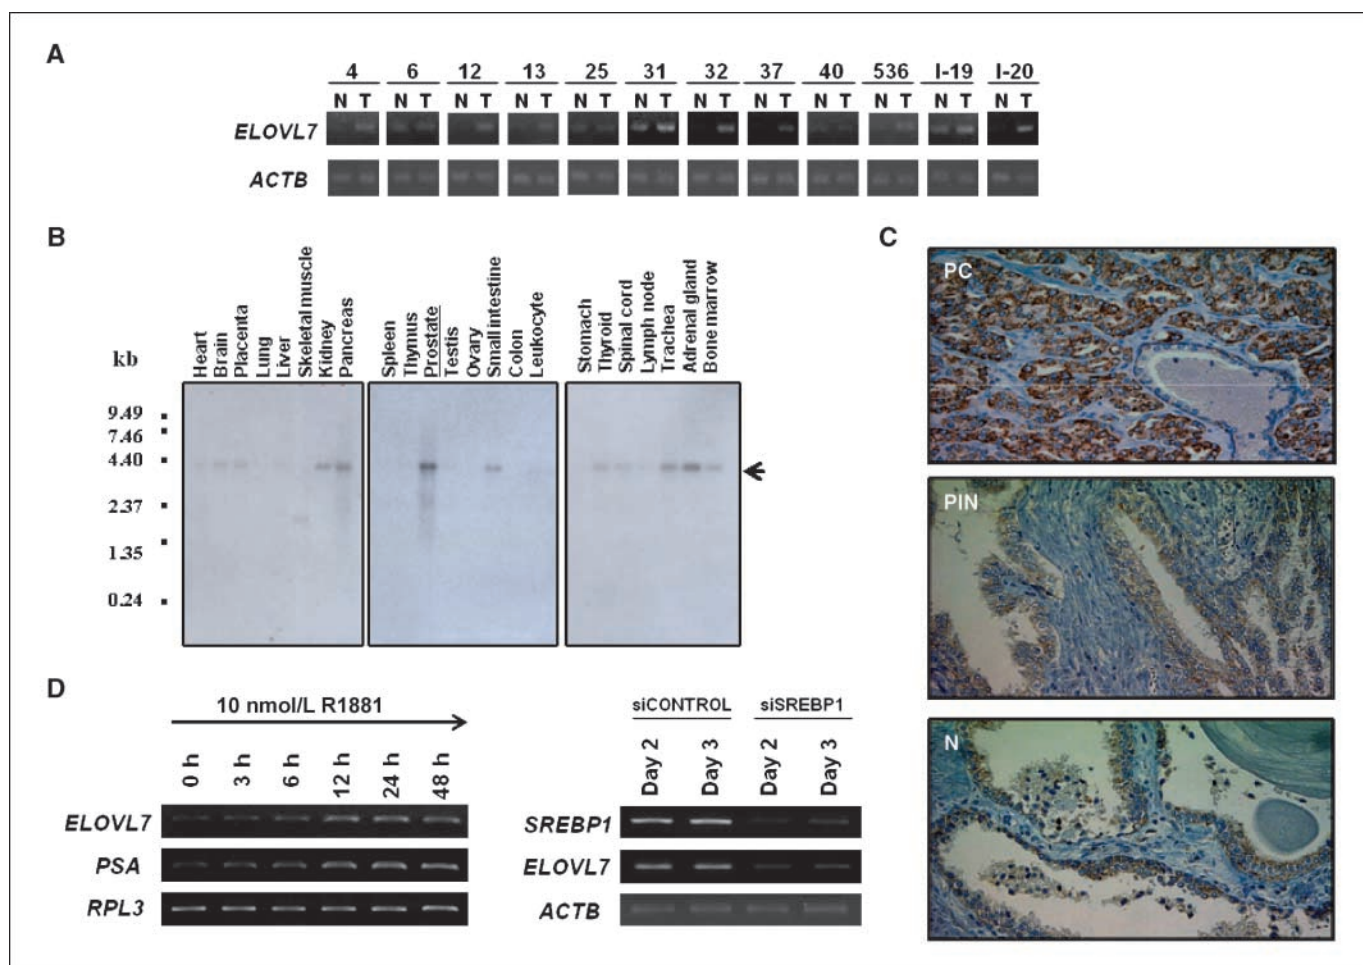 A
4 6 12 13 25 31 32 37 40 536 I-19 I-20
N T N T N T N T N T N T N T N T N T N T N T N T
ELOVL7
ACTB
B
kb
Heart
Brain
Placenta
Lung
Liver
Skeletal muscle
Kidney
Pancreas
Spleen
Thymus
Prostate
Testis
Ovary
Small intestine
Colon
Leukocyte
Stomach
Thyroid
Spinal cord
Lymph node
Trachea
Adrenal gland
Bone marrow
9.49
7.46
4.40
2.37
1.35
0.24
C
PC
PIN
N
D
10 nmol/L R1881
0 h 3 h 6 h 12 h 24 h 48 h
ELOVL7
PSA
RPL3
siCONTROL siSREBP1
Day 2 Day 3 Day 2 Day 3
SREBP1
ELOVL7
ACTB